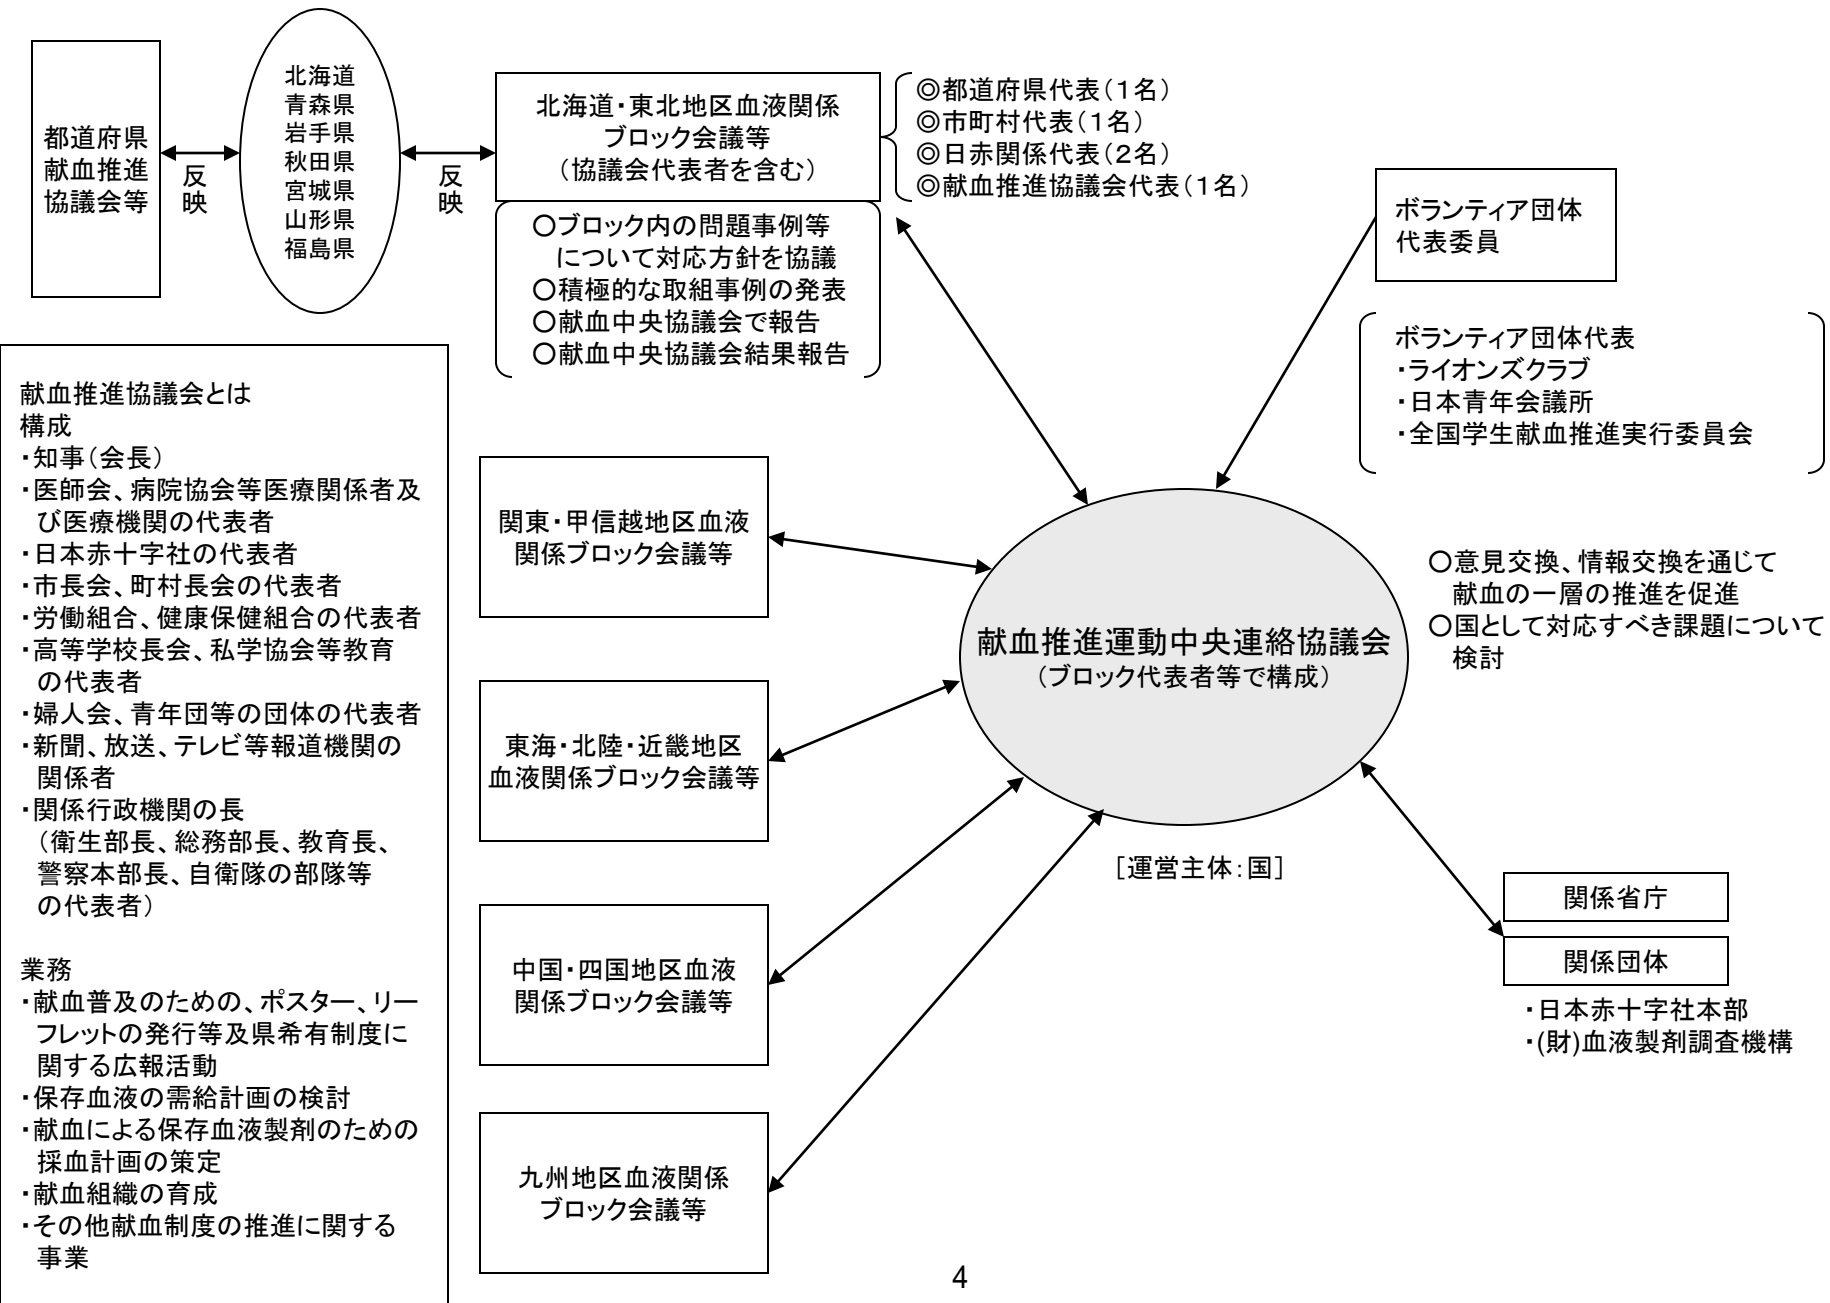 都道府県
献血推進
協議会等
反
映
北海道
青森県
岩手県
秋田県
宮城県
山形県
福島県
反
映
北海道・東北地区血液関係
ブロック会議等
（協議会代表者を含む）
◎都道府県代表（１名）
◎市町村代表（１名）
◎日赤関係代表（２名）
◎献血推進協議会代表（１名）
〇ブロック内の問題事例等
について対応方針を協議
〇積極的な取組事例の発表
〇献血中央協議会で報告
〇献血中央協議会結果報告
ボランティア団体
代表委員
ボランティア団体代表
・ライオンズクラブ
・日本青年会議所
・全国学生献血推進実行委員会
献血推進協議会とは
構成
・知事（会長）
・医師会、病院協会等医療関係者及
び医療機関の代表者
・日本赤十字社の代表者
・市長会、町村長会の代表者
・労働組合、健康保健組合の代表者
・高等学校長会、私学協会等教育
の代表者
・婦人会、青年団等の団体の代表者
・新聞、放送、テレビ等報道機関の
関係者
・関係行政機関の長
（衛生部長、総務部長、教育長、
警察本部長、自衛隊の部隊等
の代表者）
業務
・献血普及のための、ポスター、リー
フレットの発行等及県希有制度に
関する広報活動
・保存血液の需給計画の検討
・献血による保存血液製剤のための
採血計画の策定
・献血組織の育成
・その他献血制度の推進に関する
事業
関東・甲信越地区血液
関係ブロック会議等
東海・北陸・近畿地区
血液関係ブロック会議等
中国・四国地区血液
関係ブロック会議等
九州地区血液関係
ブロック会議等
献血推進運動中央連絡協議会
（ブロック代表者等で構成）
［運営主体：国］
〇意見交換、情報交換を通じて
献血の一層の推進を促進
〇国として対応すべき課題について
検討
関係省庁
関係団体
・日本赤十字社本部
・(財)血液製剤調査機構
4